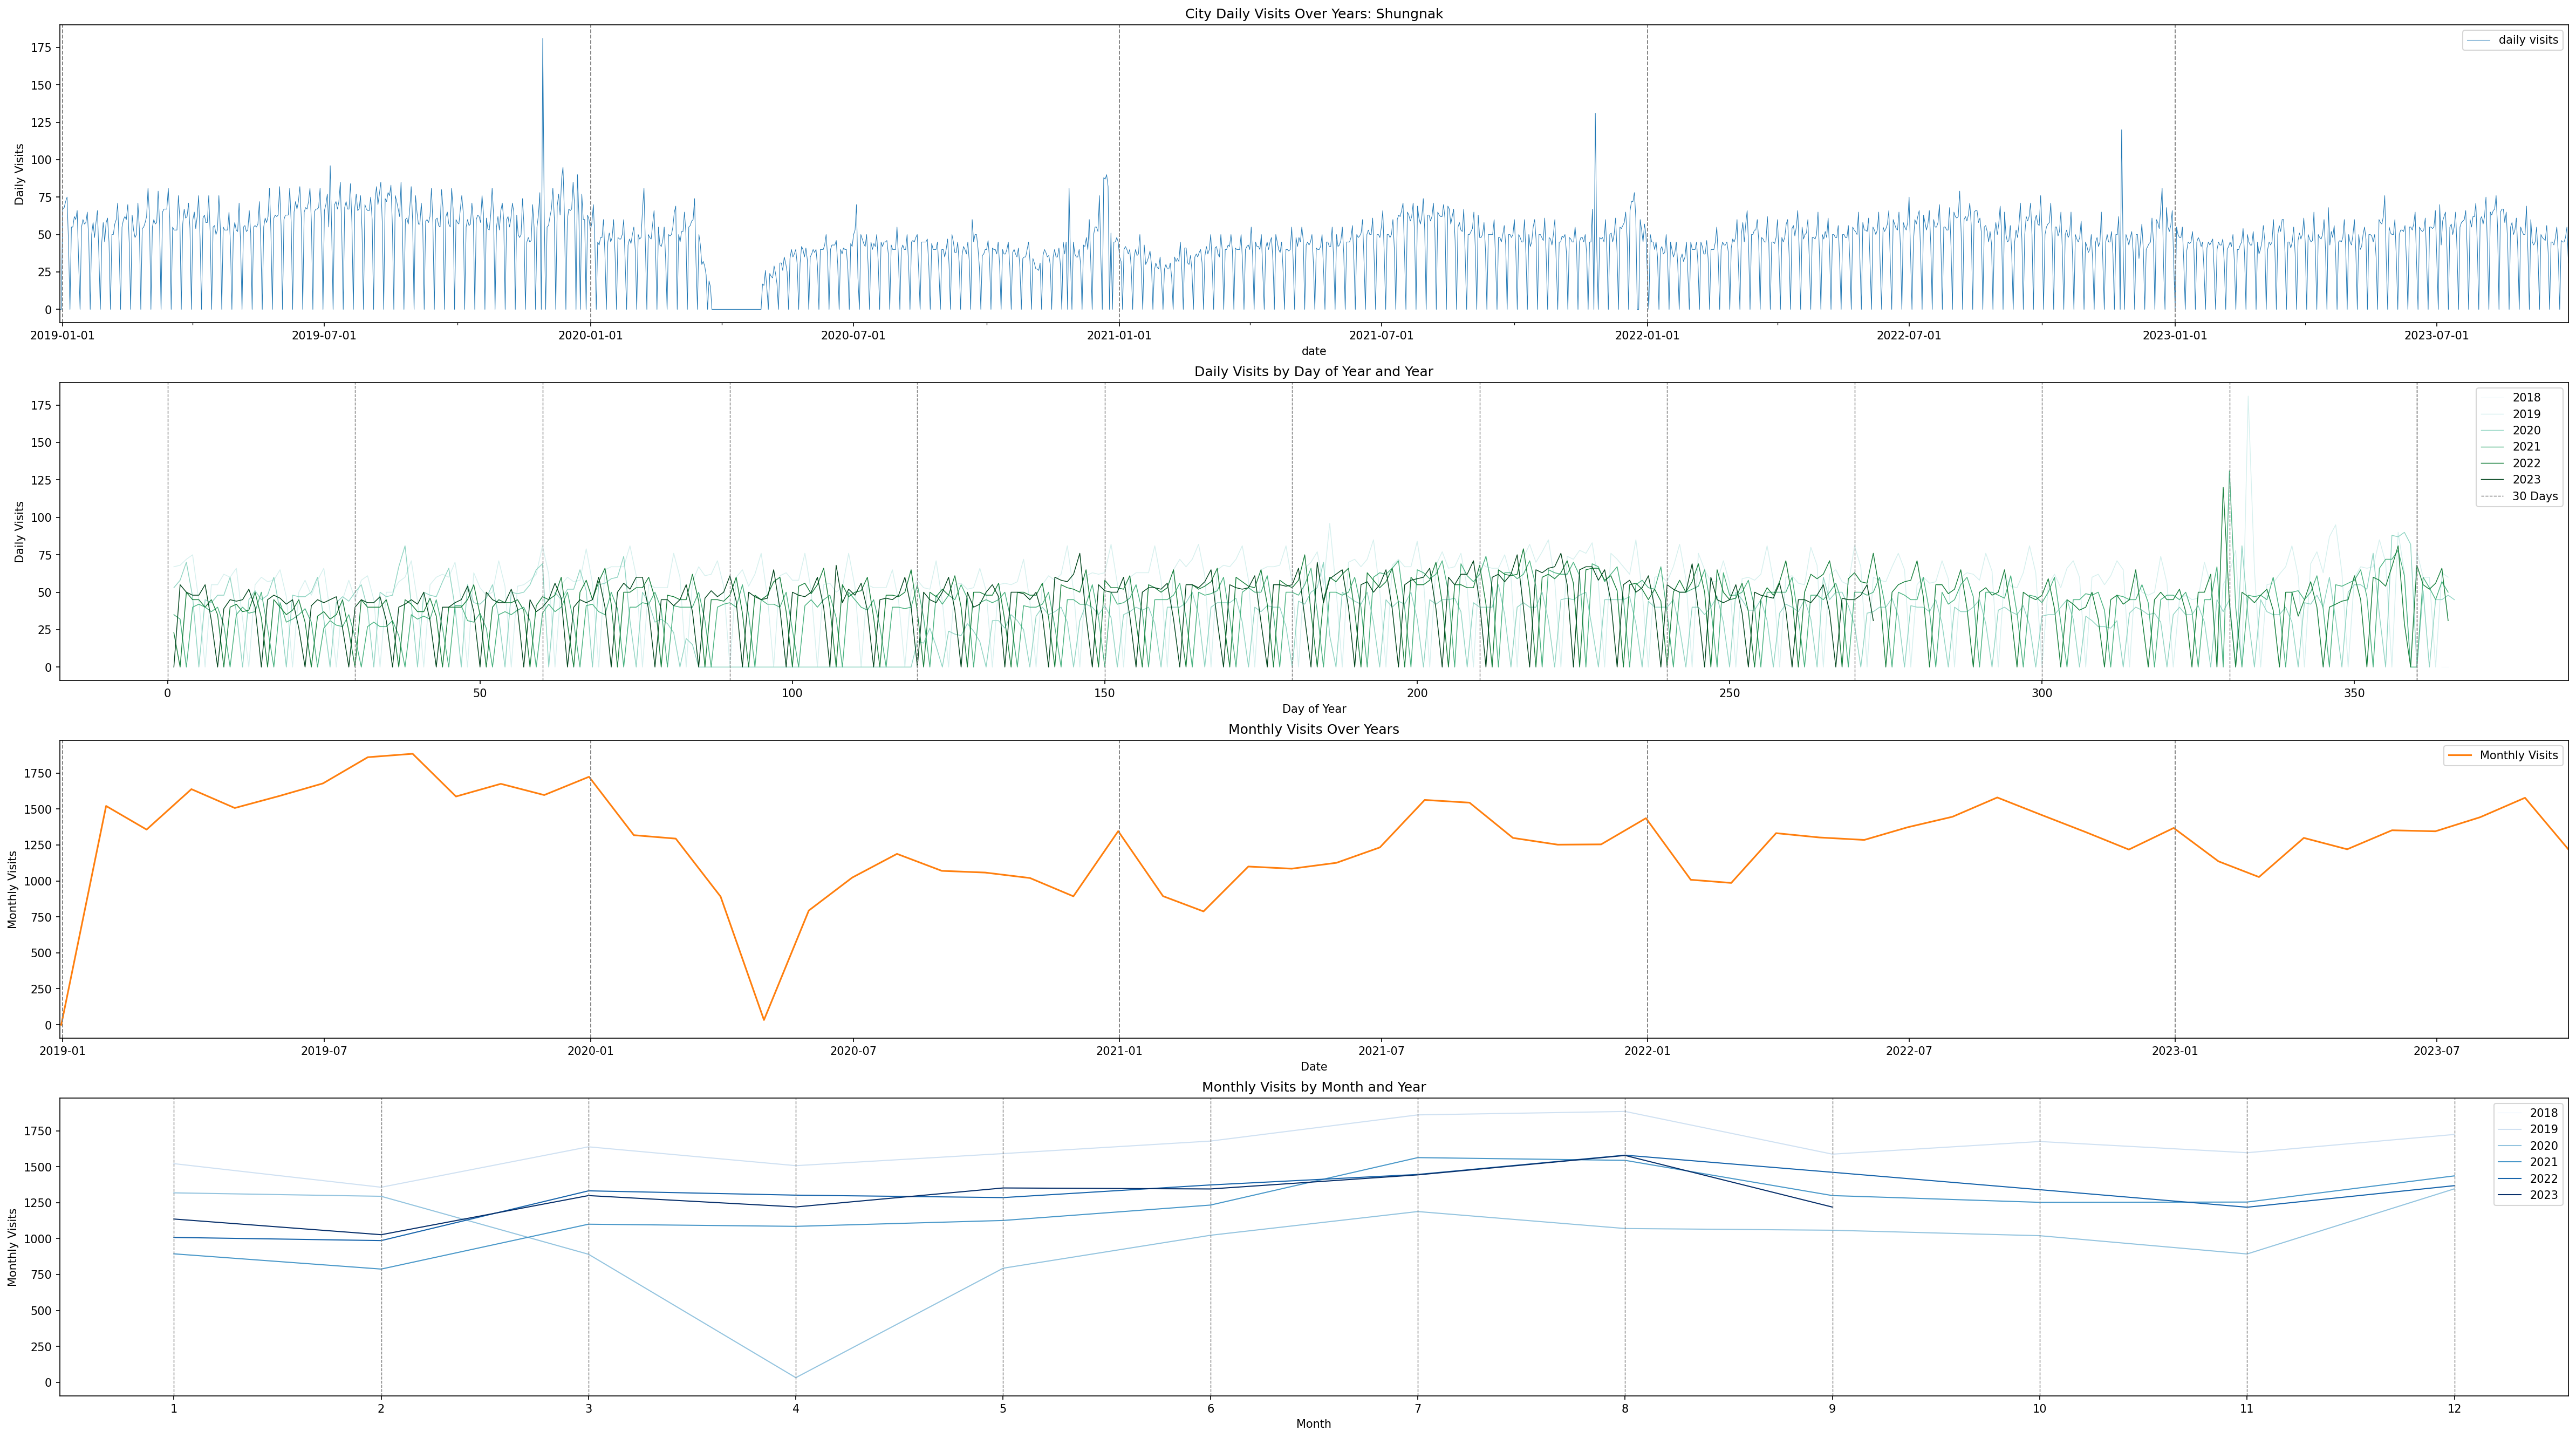 City Daily Visits Over Years: Shungnak
Daily Visits
175
150
125
100
75
50
25
0
daily visits
2019-01-01 2019-07-01 2020-01-01 2020-07-01 2021-01-01 2021-07-01 2022-01-01 2022-07-01 2023-01-01 2023-07-01
date
Daily Visits by Day of Year and Year
Daily Visits
175
150
125
100
75
50
25
0
2018
2019
2020
2021
2022
2023
30 Days
0 50 100 150 200 250 300 350
Day of Year
Monthly Visits Over Years
Monthly Visits
1750
1500
1250
1000
750
500
250
0
Monthly Visits
2019-01 2019-07 2020-01 2020-07 2021-01 2021-07 2022-01 2022-07 2023-01 2023-07
Date
Monthly Visits by Month and Year
Monthly Visits
1750
1500
1250
1000
750
500
250
0
2018
2019
2020
2021
2022
2023
1 2 3 4 5 6 7 8 9 10 11 12
Month